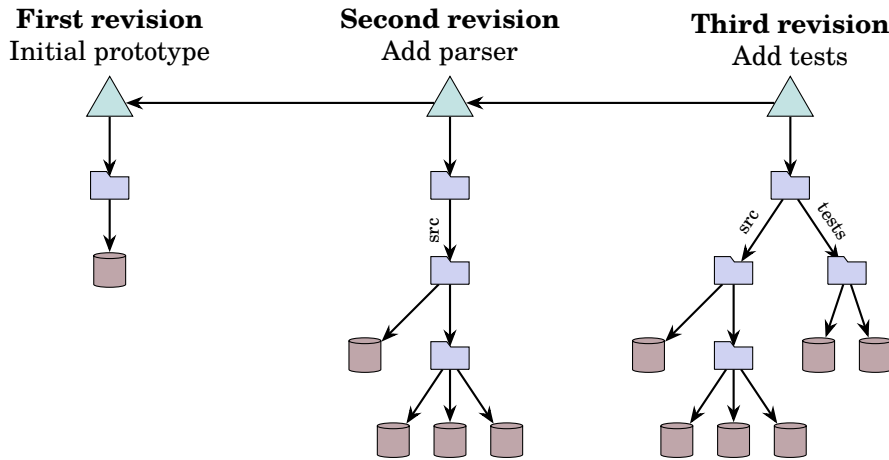 First revision
Initial prototype
Second revision
Add parser
Third revision
Add tests
src
src
tests